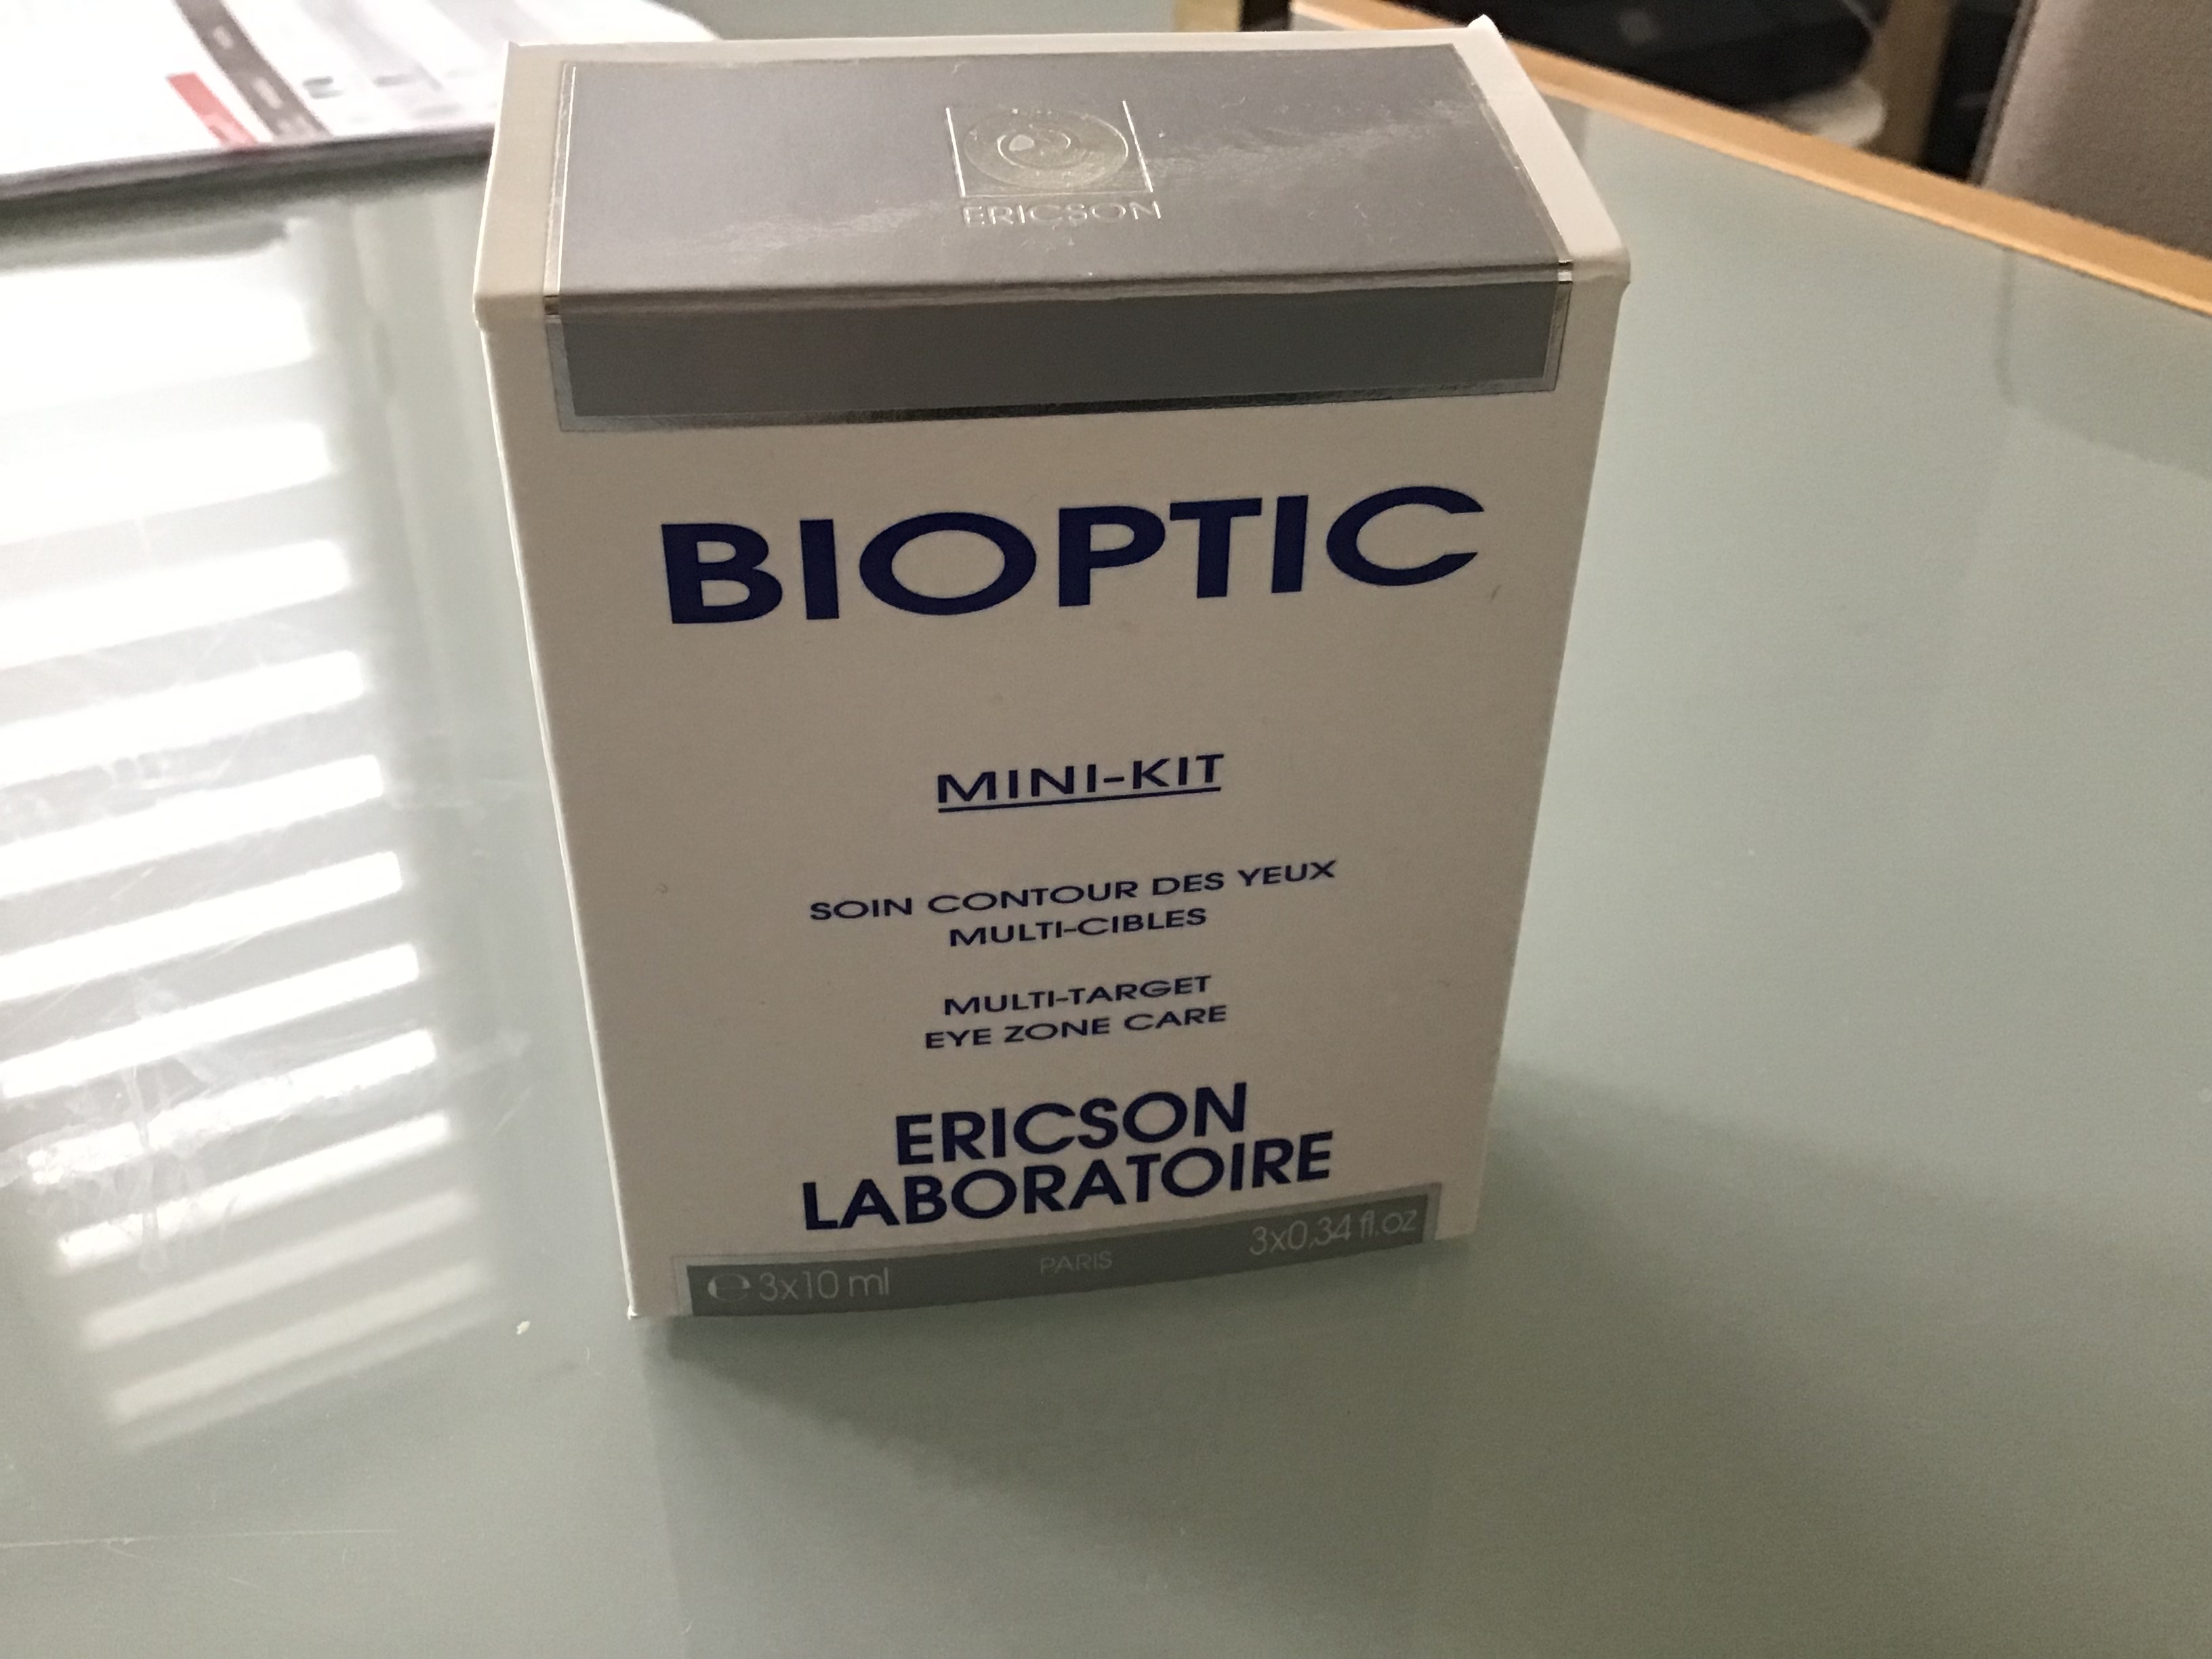 ERICSON
BIOPTIC
MINI-KIT
SOIN CONTOUR DES YEUX
MULTI-CIBLES
MULTI-TARGET
EYE ZONE CARE
ERICSON
LABORATOIRE
℮ 3x10 ml PARIS 3x0,34 fl.oz